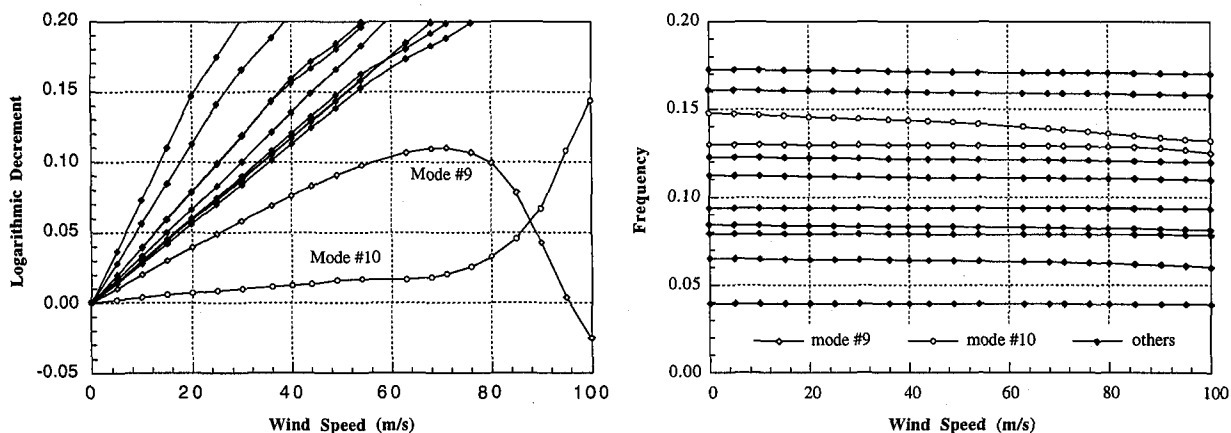 0.20
0.15
0.10
0.05
0.00
-0.05
Logarithmic Decrement
Mode #9
Mode #10
0 20 40 60 80 100
Wind Speed (m/s)
0.20
0.15
0.10
0.05
0.00
Frequency
mode #9 mode #10 others
0 20 40 60 80 100
Wind Speed (m/s)